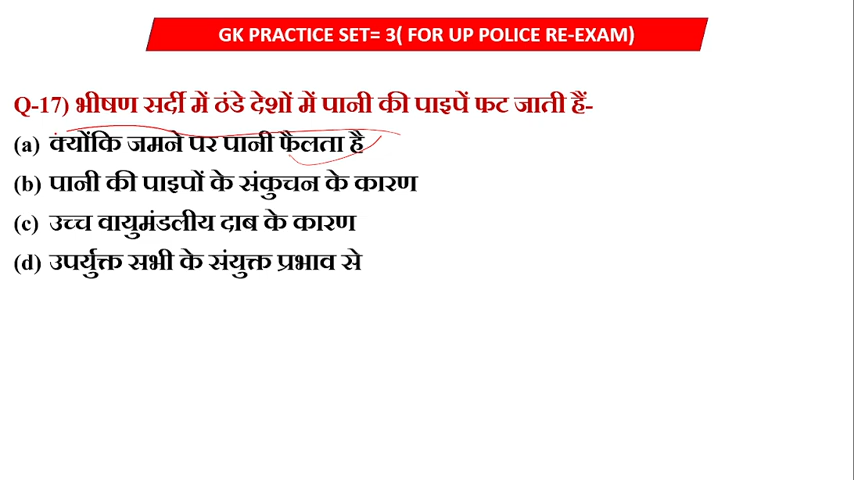 GK PRACTICE SET= 3( FOR UP POLICE RE-EXAM)
Q-17) भीषण सर्दी में ठंडे देशों में पानी की पाइपें फट जाती हैं-
(a) क्योंकि जमने पर पानी फैलता है
(b) पानी की पाइपों के संकुचन के कारण
(c) उच्च वायुमंडलीय दाब के कारण
(d) उपर्युक्त सभी के संयुक्त प्रभाव से